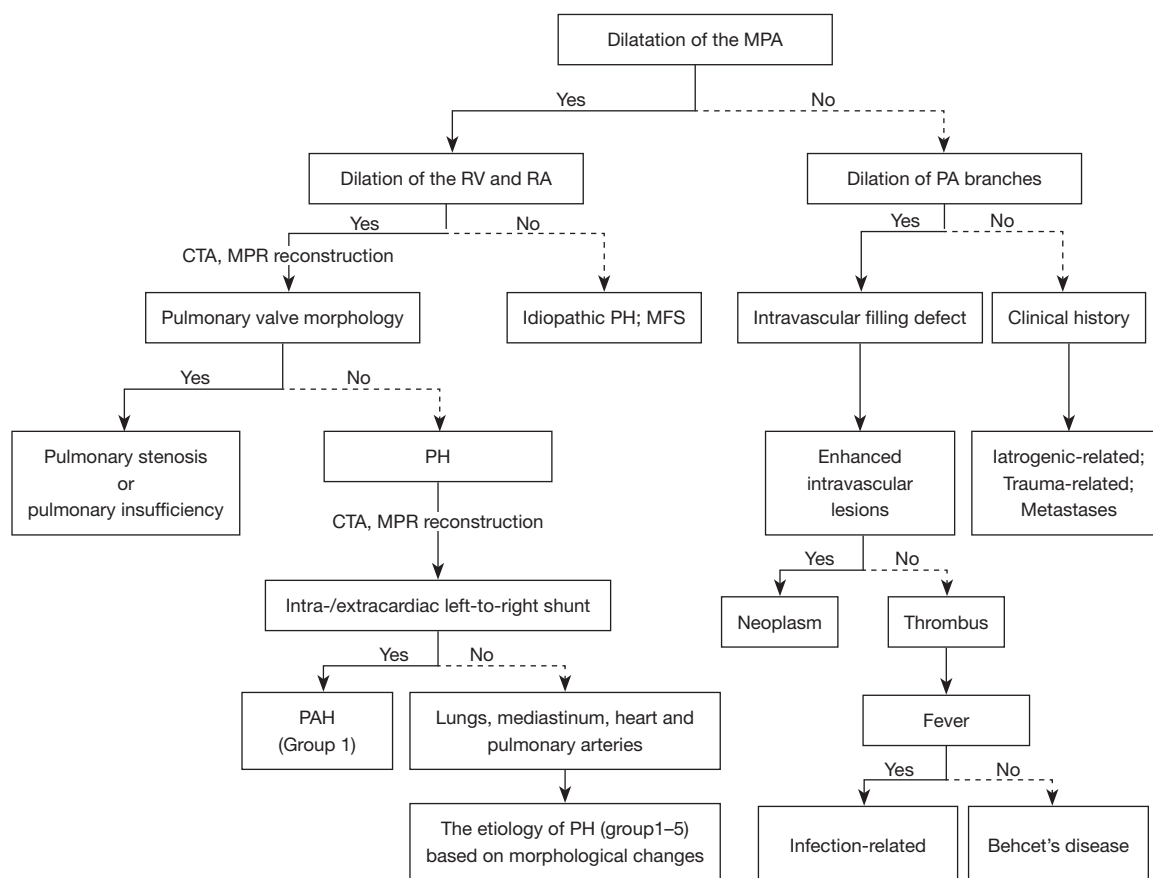 Dilatation of the MPA
Yes
No
Dilation of the RV and RA
Dilation of PA branches
Yes
No
Yes
No
CTA, MPR reconstruction
Pulmonary valve morphology
Idiopathic PH; MFS
Intravascular filling defect
Clinical history
Yes
No
Pulmonary stenosis
or
pulmonary insufficiency
PH
Enhanced
intravascular
lesions
Iatrogenic-related;
Trauma-related;
Metastases
CTA, MPR reconstruction
Yes
No
Intra-/extracardiac left-to-right shunt
Neoplasm
Thrombus
Yes
No
PAH
(Group 1)
Lungs, mediastinum, heart and
pulmonary arteries
Fever
Yes
No
The etiology of PH (group1–5)
based on morphological changes
Infection-related
Behcet's disease